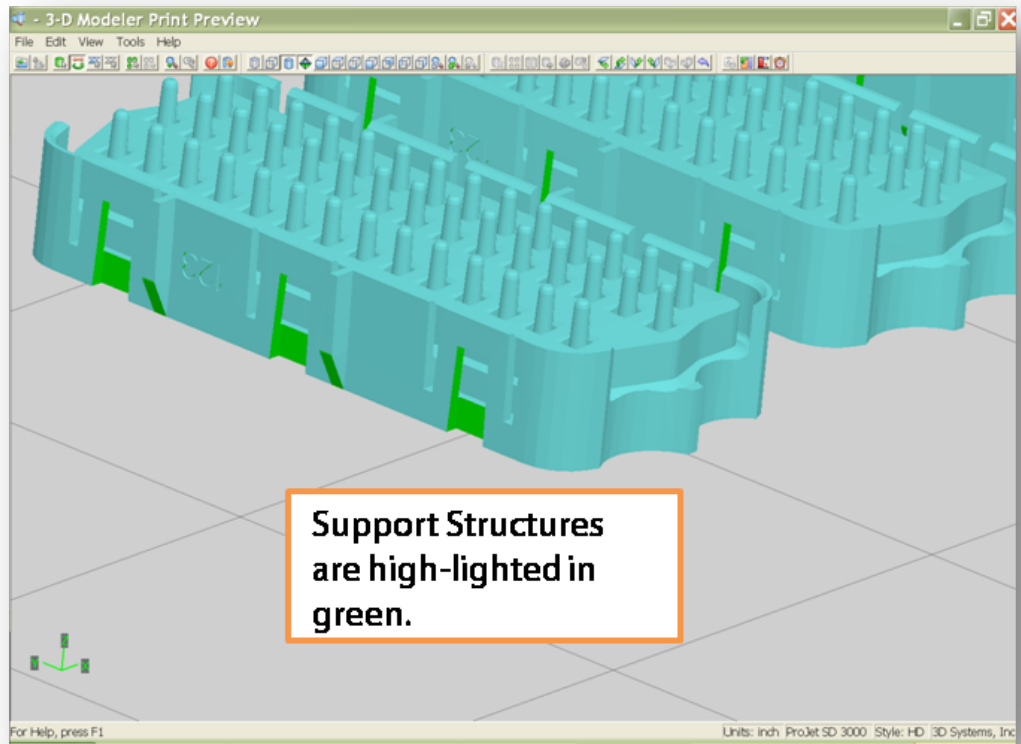 - 3-D Modeler Print Preview
File Edit View Tools Help
Support Structures
are high-lighted in
green.
For Help, press F1
Units: inch ProJet SD 3000 Style: HD 3D Systems, Inc